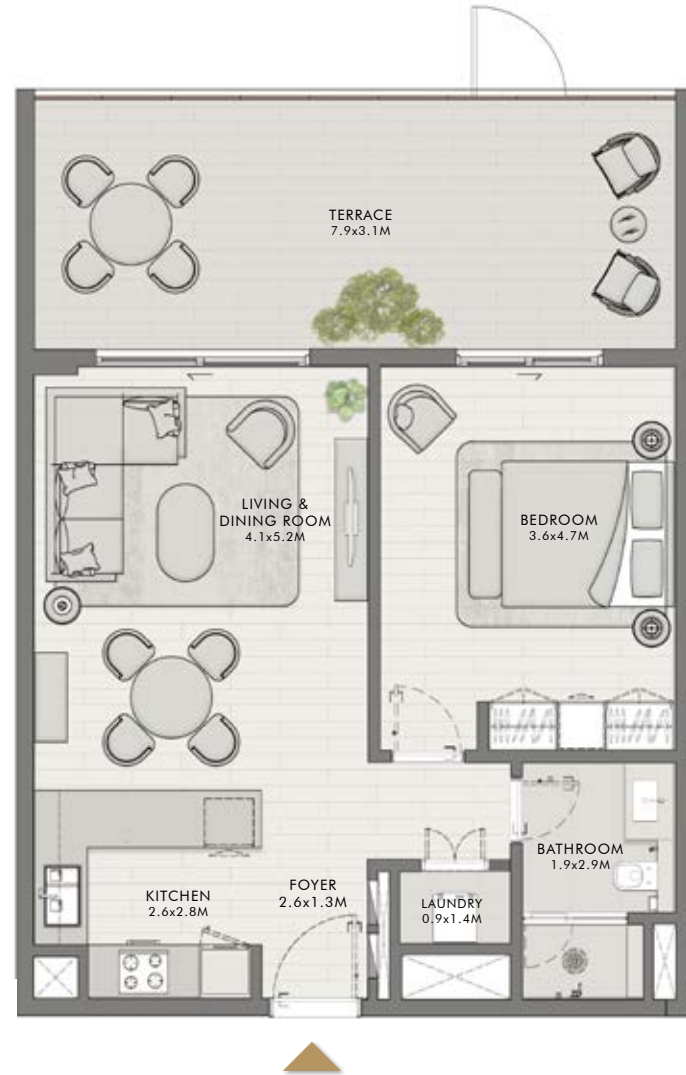 TERRACE
7.9x3.1M
LIVING &
DINING ROOM
4.1x5.2M
BEDROOM
3.6x4.7M
BATHROOM
1.9x2.9M
KITCHEN
2.6x2.8M
FOYER
2.6x1.3M
LAUNDRY
0.9x1.4M